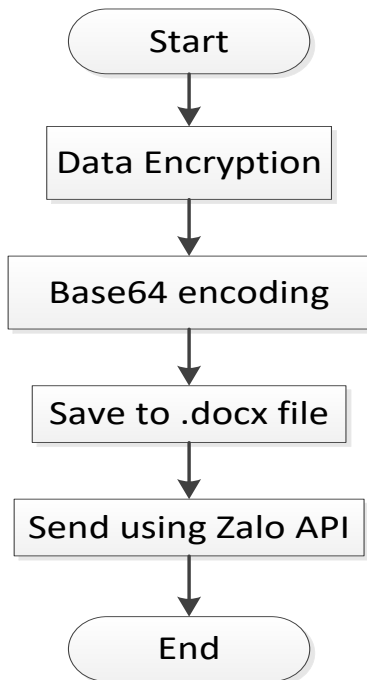 Start
Data Encryption
Base64 encoding
Save to .docx file
Send using Zalo API
End